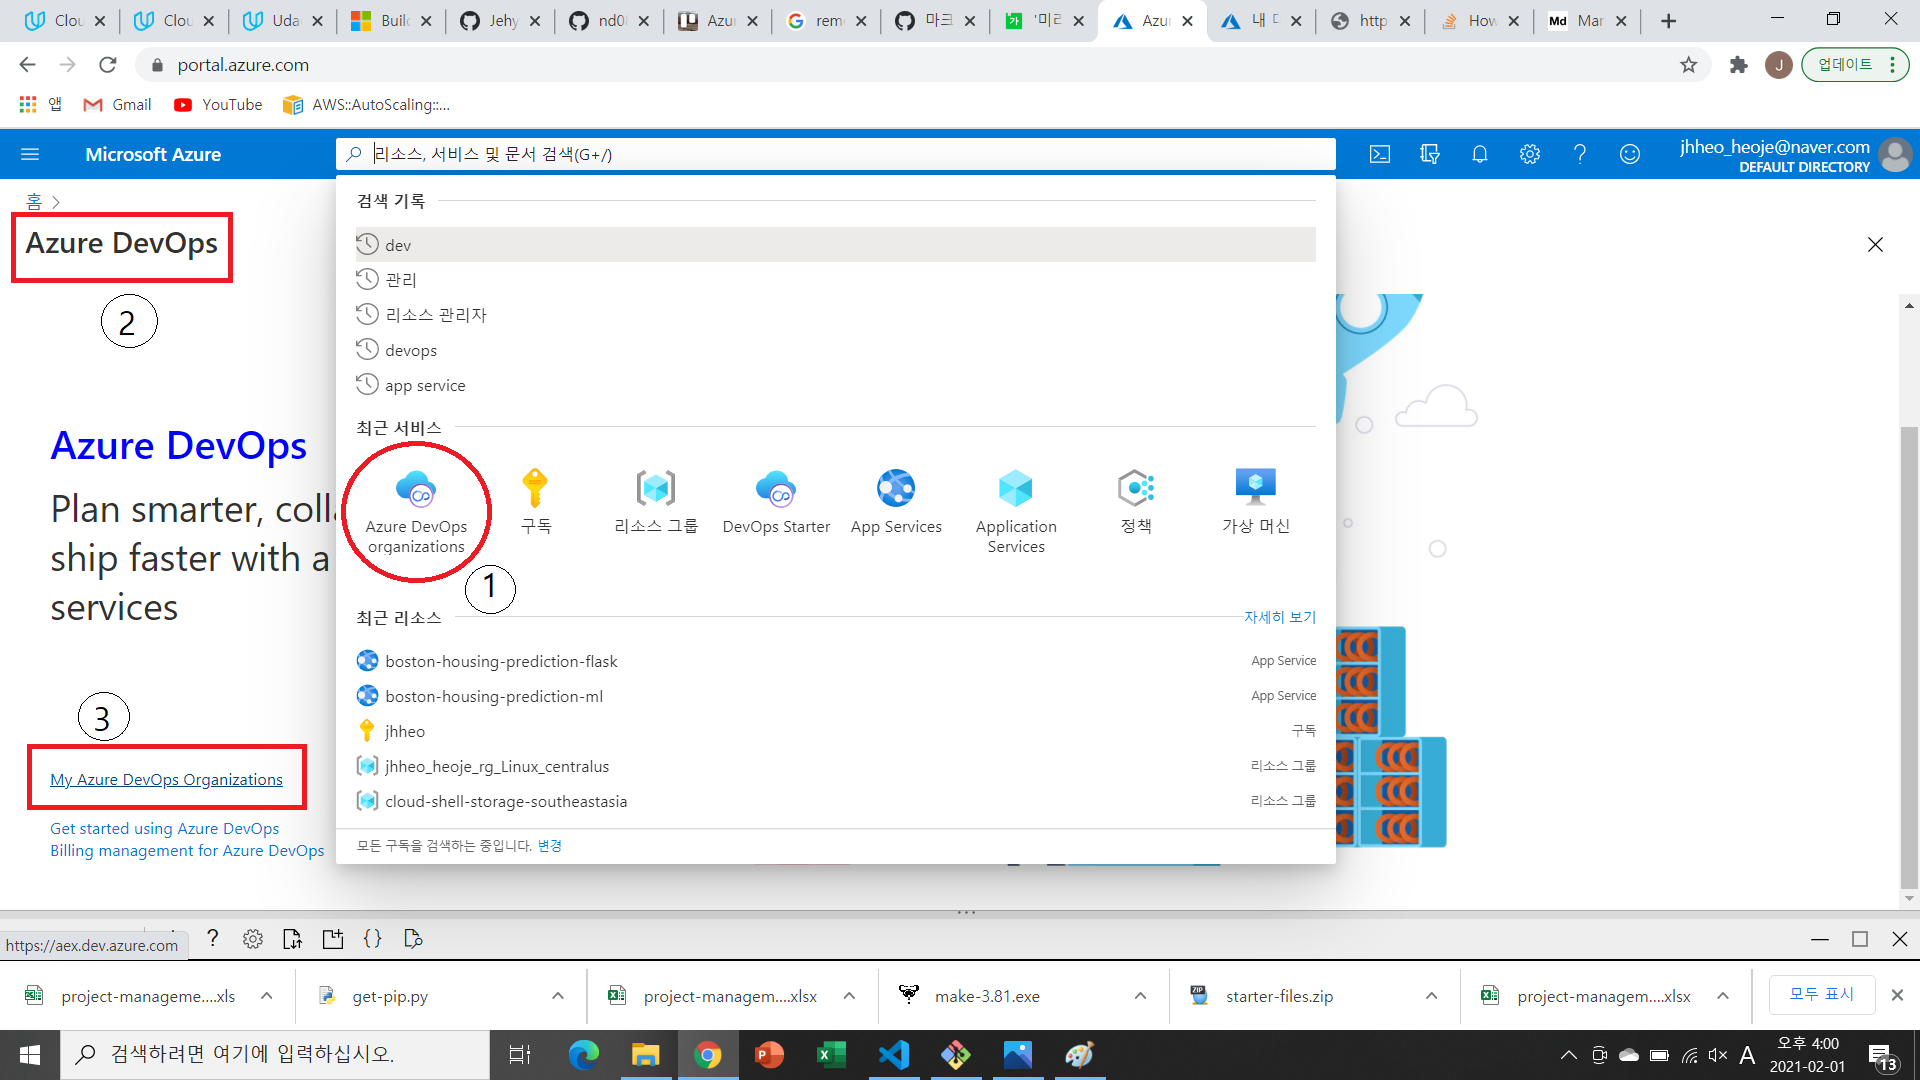 Clou
Clou
Uda
Build
Jehy
nd0
Azur
rem
마크
'미리
Azur
내 디
http
How
Md
Mar
portal.azure.com
J
업데이트
앱
Gmail
YouTube
AWS::AutoScaling::...
Microsoft Azure
리소스, 서비스 및 문서 검색(G+/)
jhheo_heoje@naver.com
DEFAULT DIRECTORY
홈
Azure DevOps
2
Azure DevOps
Plan smarter, coll
ship faster with a
services
3
My Azure DevOps Organizations
Get started using Azure DevOps
Billing management for Azure DevOps
검색 기록
dev
관리
리소스 관리자
devops
app service
최근 서비스
Azure DevOps
organizations
구독
리소스 그룹
DevOps Starter
App Services
Application
Services
정책
가상 머신
1
최근 리소스
자세히 보기
boston-housing-prediction-flask
App Service
boston-housing-prediction-ml
App Service
jhheo
구독
jhheo_heoje_rg_Linux_centralus
리소스 그룹
cloud-shell-storage-southeastasia
리소스 그룹
모든 구독을 검색하는 중입니다. 변경
https://aex.dev.azure.com
project-manageme....xls
get-pip.py
project-managem....xlsx
make-3.81.exe
starter-files.zip
project-managem....xlsx
모두 표시
검색하려면 여기에 입력하십시오.
A
오후 4:00
2021-02-01
13